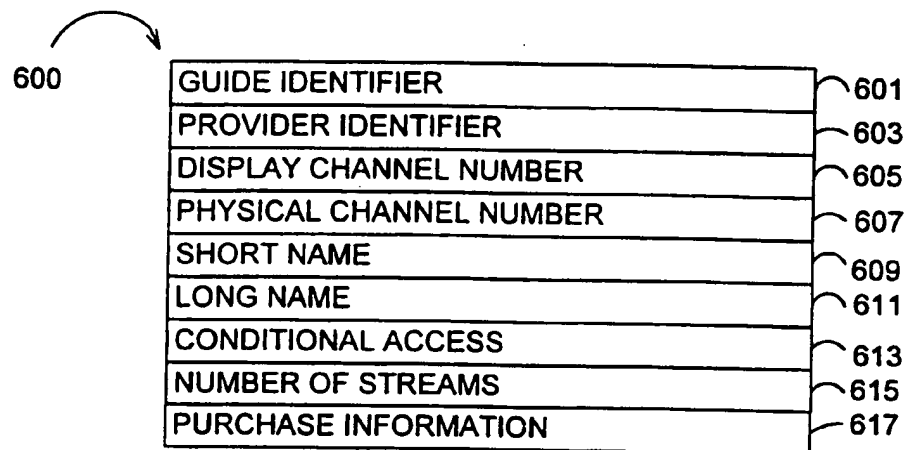 600
GUIDE IDENTIFIER 601
PROVIDER IDENTIFIER 603
DISPLAY CHANNEL NUMBER 605
PHYSICAL CHANNEL NUMBER 607
SHORT NAME 609
LONG NAME 611
CONDITIONAL ACCESS 613
NUMBER OF STREAMS 615
PURCHASE INFORMATION 617